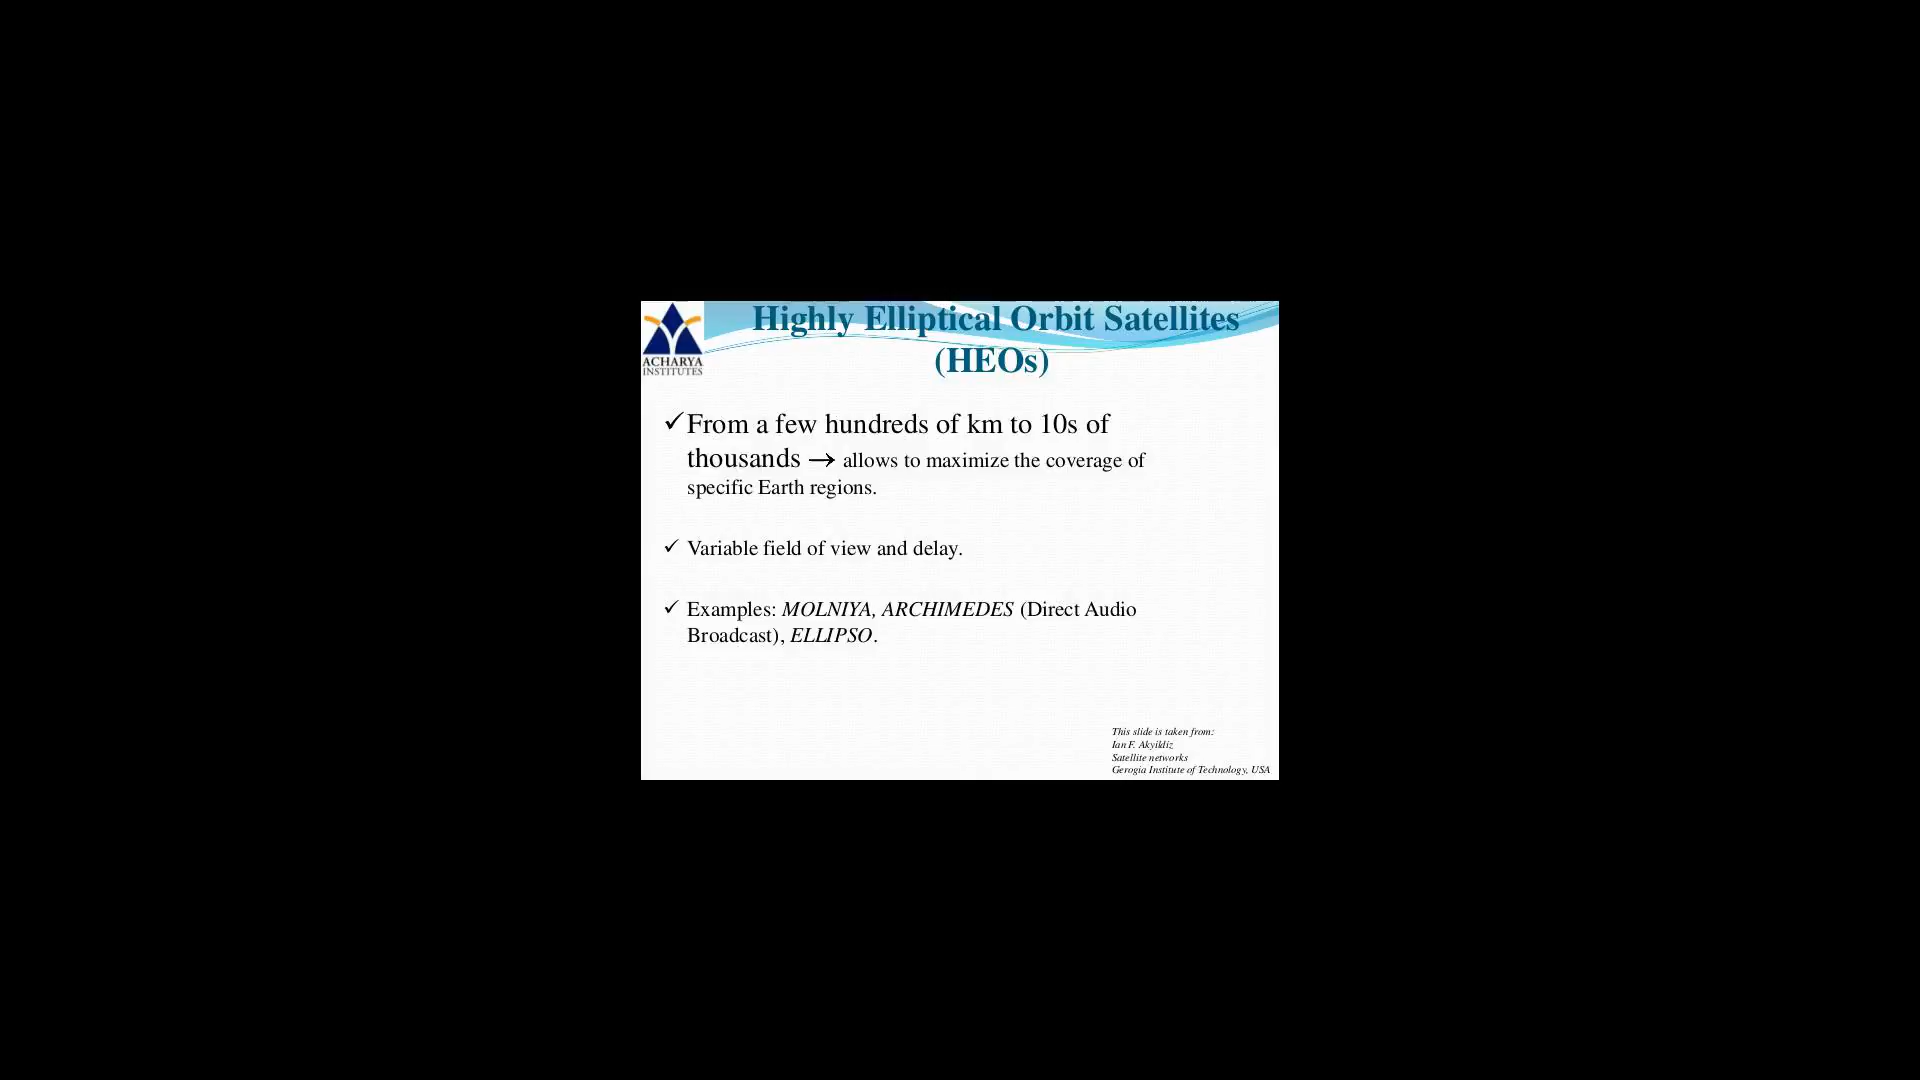 Highly Elliptical Orbit Satellites
(HEOs)
ACHARYA
INSTITUTES
✓From a few hundreds of km to 10s of
thousands → allows to maximize the coverage of
specific Earth regions.
✓ Variable field of view and delay.
✓ Examples: MOLNIYA, ARCHIMEDES (Direct Audio
Broadcast), ELLIPSO.
This slide is taken from:
Ian F. Akyildiz
Satellite networks
Gerogia Institute of Technology, USA